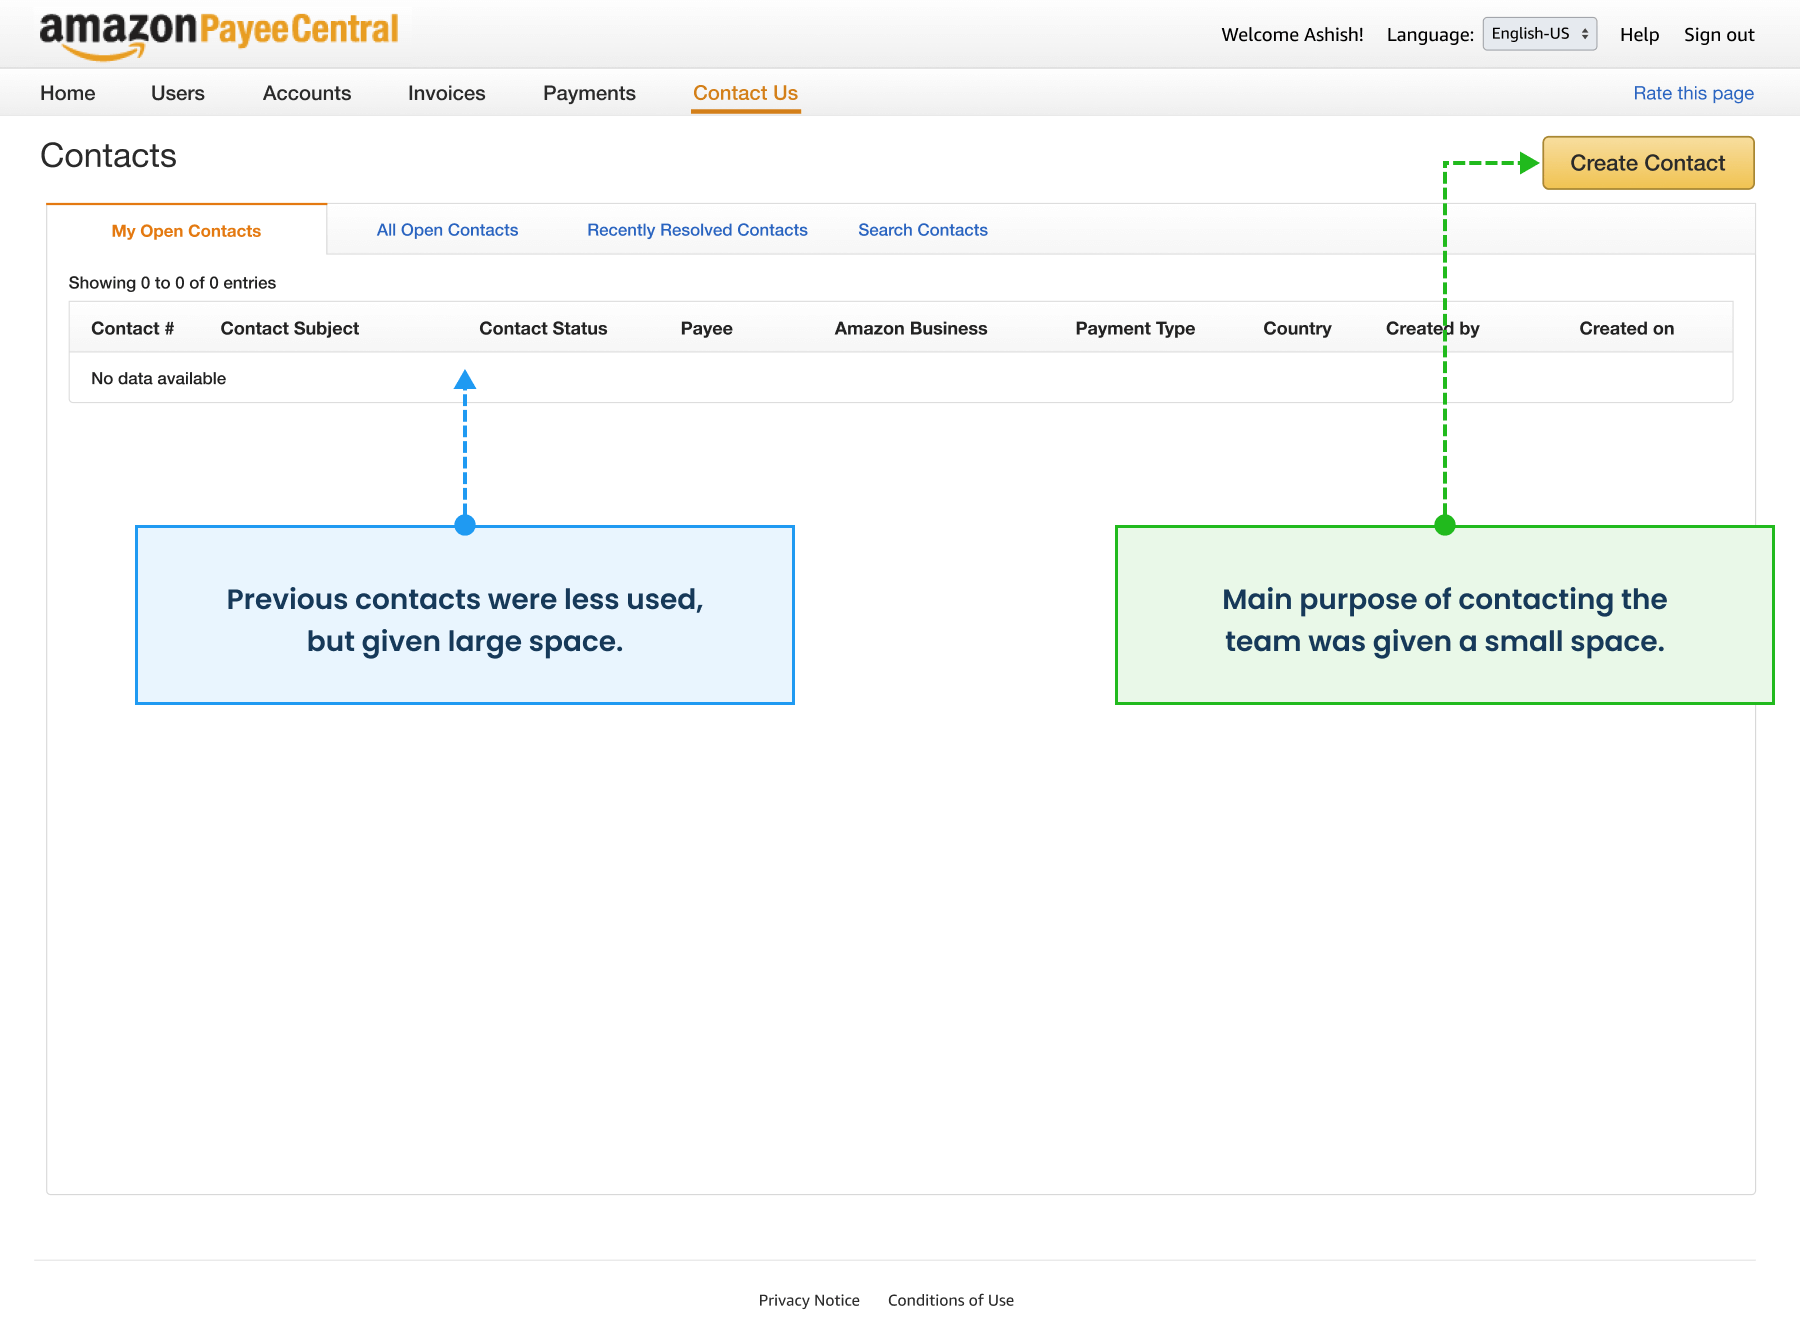 amazonPayeeCentral
Welcome Ashish! Language: English-US Help Sign out
Home Users Accounts Invoices Payments Contact Us Rate this page
Contacts
Create Contact
My Open Contacts All Open Contacts Recently Resolved Contacts Search Contacts
Showing 0 to 0 of 0 entries
Contact # Contact Subject Contact Status Payee Amazon Business Payment Type Country Created by Created on
No data available
Previous contacts were less used,
but given large space.
Main purpose of contacting the
team was given a small space.
Privacy Notice Conditions of Use